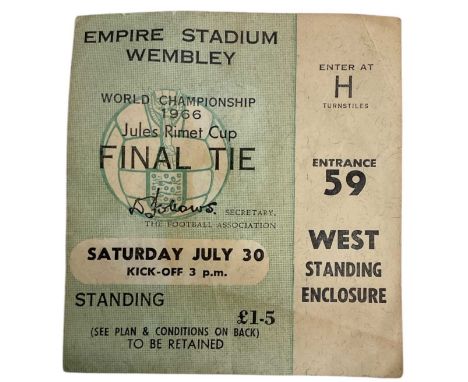 EMPIRE STADIUM
WEMBLEY
WORLD CHAMPIONSHIP
1966
Jules Rimet Cup
FINAL TIE
D Follows. SECRETARY,
THE FOOTBALL ASSOCIATION
SATURDAY JULY 30
KICK-OFF 3 p.m.
STANDING
£1-5
(SEE PLAN & CONDITIONS ON BACK)
TO BE RETAINED
ENTER AT
H
TURNSTILES
ENTRANCE
59
WEST
STANDING
ENCLOSURE